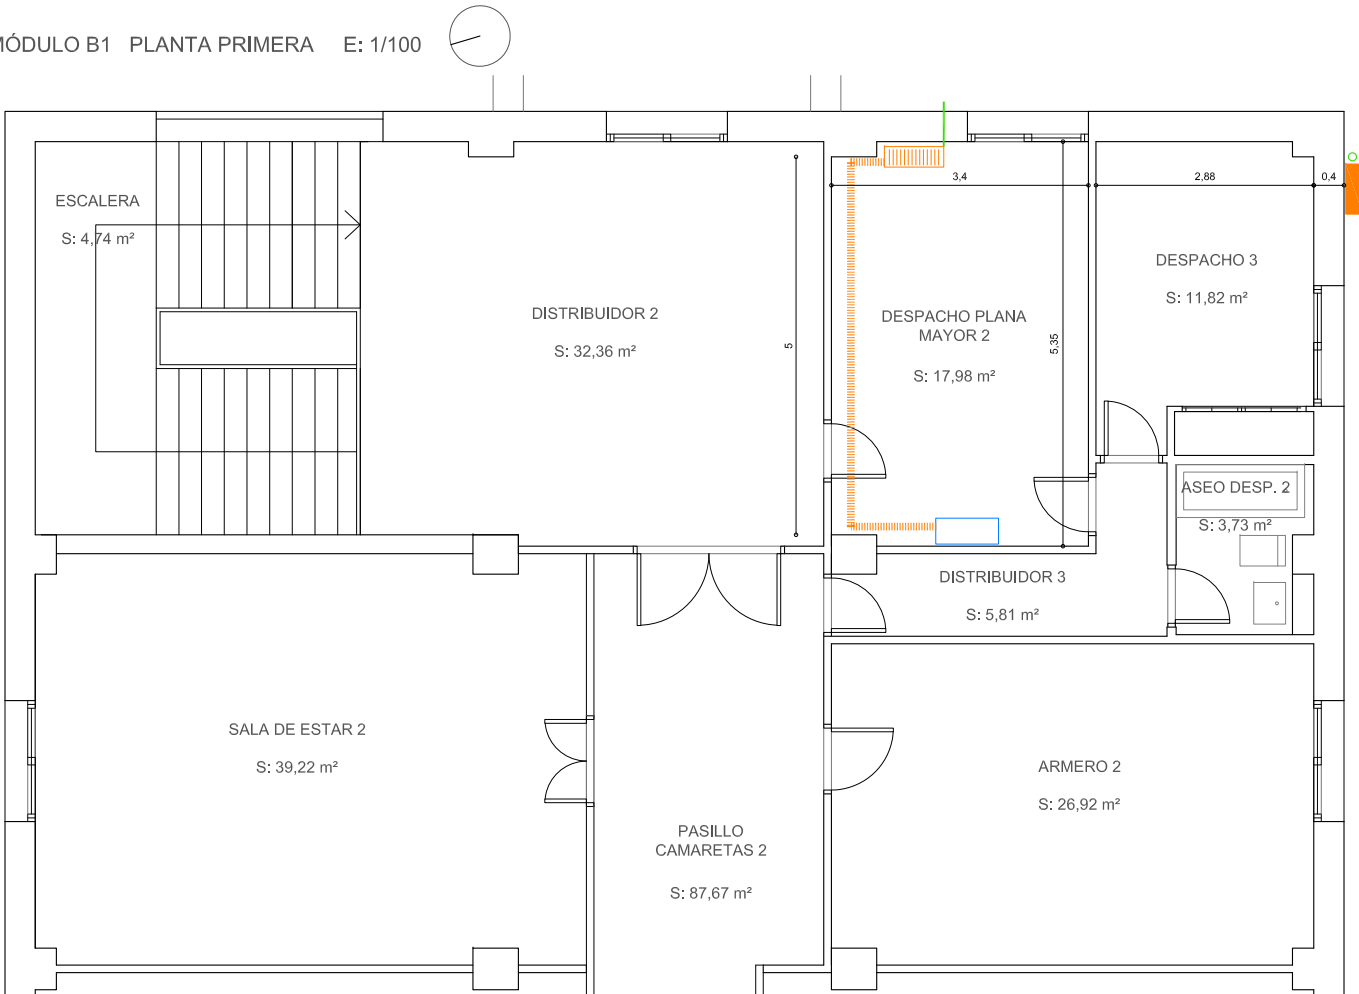 MÓDULO B1 PLANTA PRIMERA E: 1/100
ESCALERA
S: 4,74 m²
DISTRIBUIDOR 2
S: 32,36 m²
5
3,4
DESPACHO PLANA
MAYOR 2
S: 17,98 m²
5,35
2,88
0,4
DESPACHO 3
S: 11,82 m²
ASEO DESP. 2
S: 3,73 m²
DISTRIBUIDOR 3
S: 5,81 m²
SALA DE ESTAR 2
S: 39,22 m²
PASILLO
CAMARETAS 2
S: 87,67 m²
ARMERO 2
S: 26,92 m²